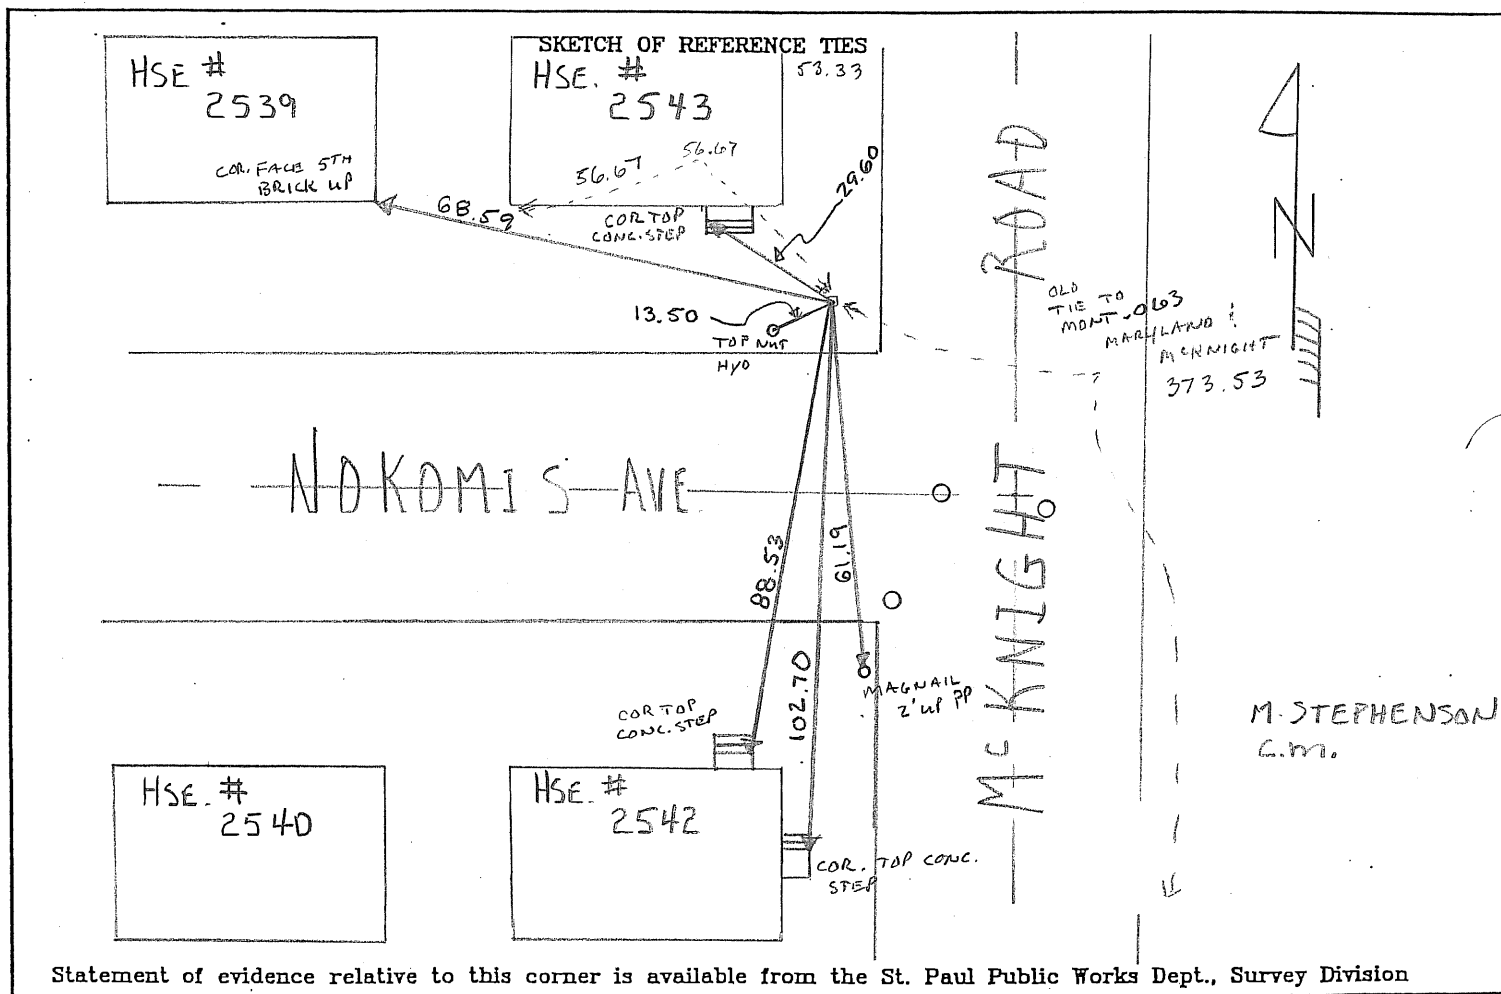 SKETCH OF REFERENCE TIES
53.33
HSE #
2539
HSE. #
2543
COR. FACE 5TH
BRICK UP
56.67
56.67
68.59
COR TOP
CONC. STEP
29.60
13.50
TOP NUT
HYD
OLD
TIE TO
MONT. 063
MARYLAND &
MCKNIGHT
373.53
N
NOKOMIS AVE
MCKNIGHT ROAD
88.53
61.19
102.70
MAGNAIL
2' UP PP
COR TOP
CONC. STEP
M. STEPHENSON
C.M.
HSE. #
2540
HSE. #
2542
COR. TOP CONC.
STEP
Statement of evidence relative to this corner is available from the St. Paul Public Works Dept., Survey Division